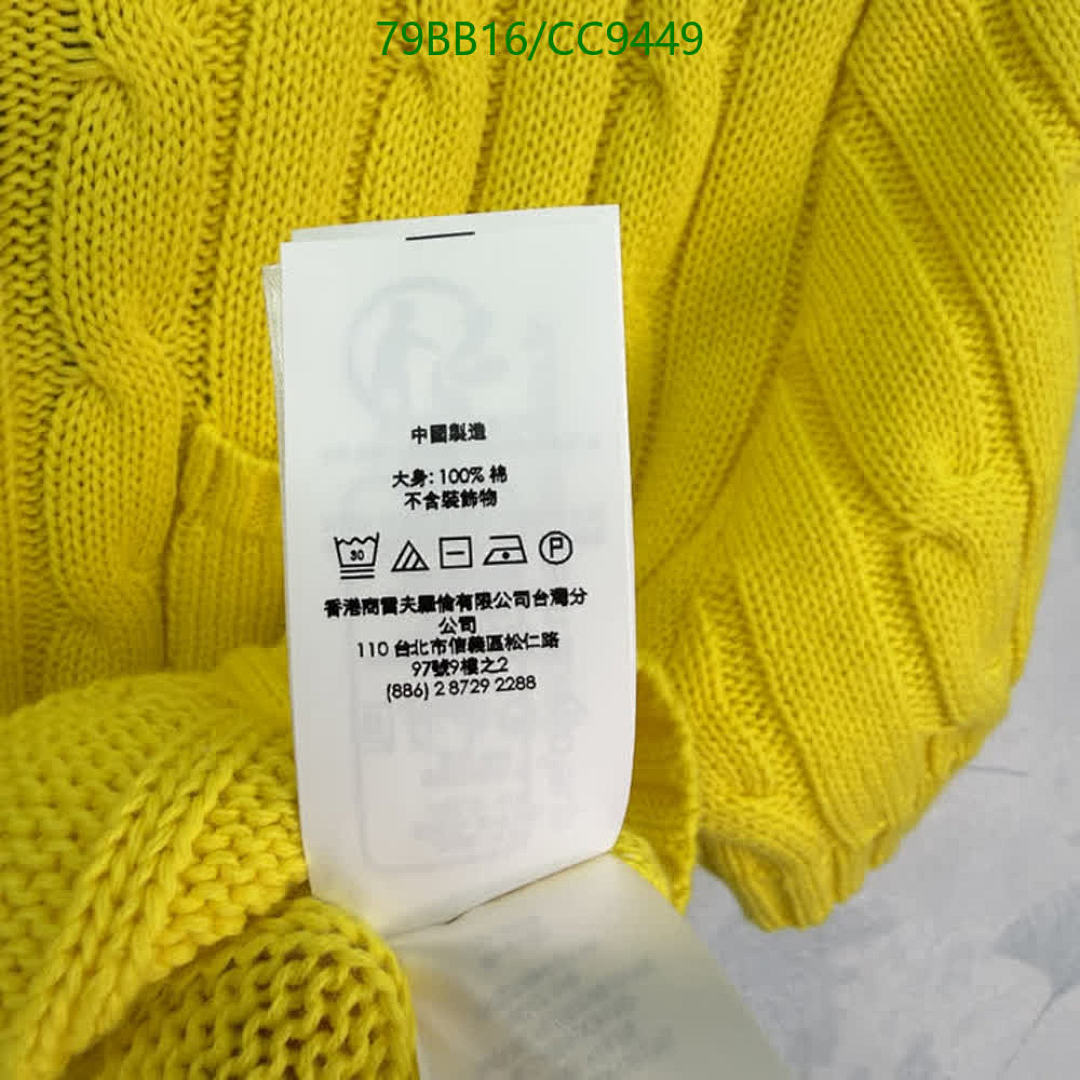 79BB16/CC9449
中國製造
大身: 100% 棉
不含裝飾物
30
P
香港商雷夫羅倫有限公司台灣分
公司
110 台北市信義區松仁路
97號9樓之2
(886) 2 8729 2288